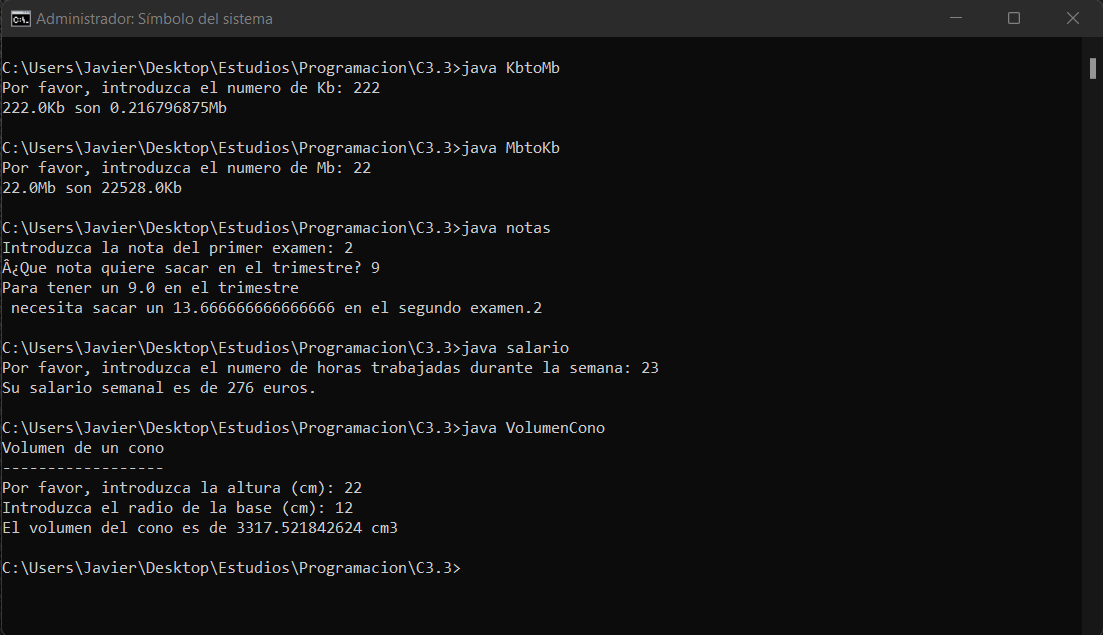 Administrador: Símbolo del sistema
C:\Users\Javier\Desktop\Estudios\Programacion\C3.3>java KbtoMb
Por favor, introduzca el numero de Kb: 222
222.0Kb son 0.216796875Mb
C:\Users\Javier\Desktop\Estudios\Programacion\C3.3>java MbtoKb
Por favor, introduzca el numero de Mb: 22
22.0Mb son 22528.0Kb
C:\Users\Javier\Desktop\Estudios\Programacion\C3.3>java notas
Introduzca la nota del primer examen: 2
Â¿Que nota quiere sacar en el trimestre? 9
Para tener un 9.0 en el trimestre
 necesita sacar un 13.666666666666666 en el segundo examen.2
C:\Users\Javier\Desktop\Estudios\Programacion\C3.3>java salario
Por favor, introduzca el numero de horas trabajadas durante la semana: 23
Su salario semanal es de 276 euros.
C:\Users\Javier\Desktop\Estudios\Programacion\C3.3>java VolumenCono
Volumen de un cono
------------------
Por favor, introduzca la altura (cm): 22
Introduzca el radio de la base (cm): 12
El volumen del cono es de 3317.521842624 cm3
C:\Users\Javier\Desktop\Estudios\Programacion\C3.3>